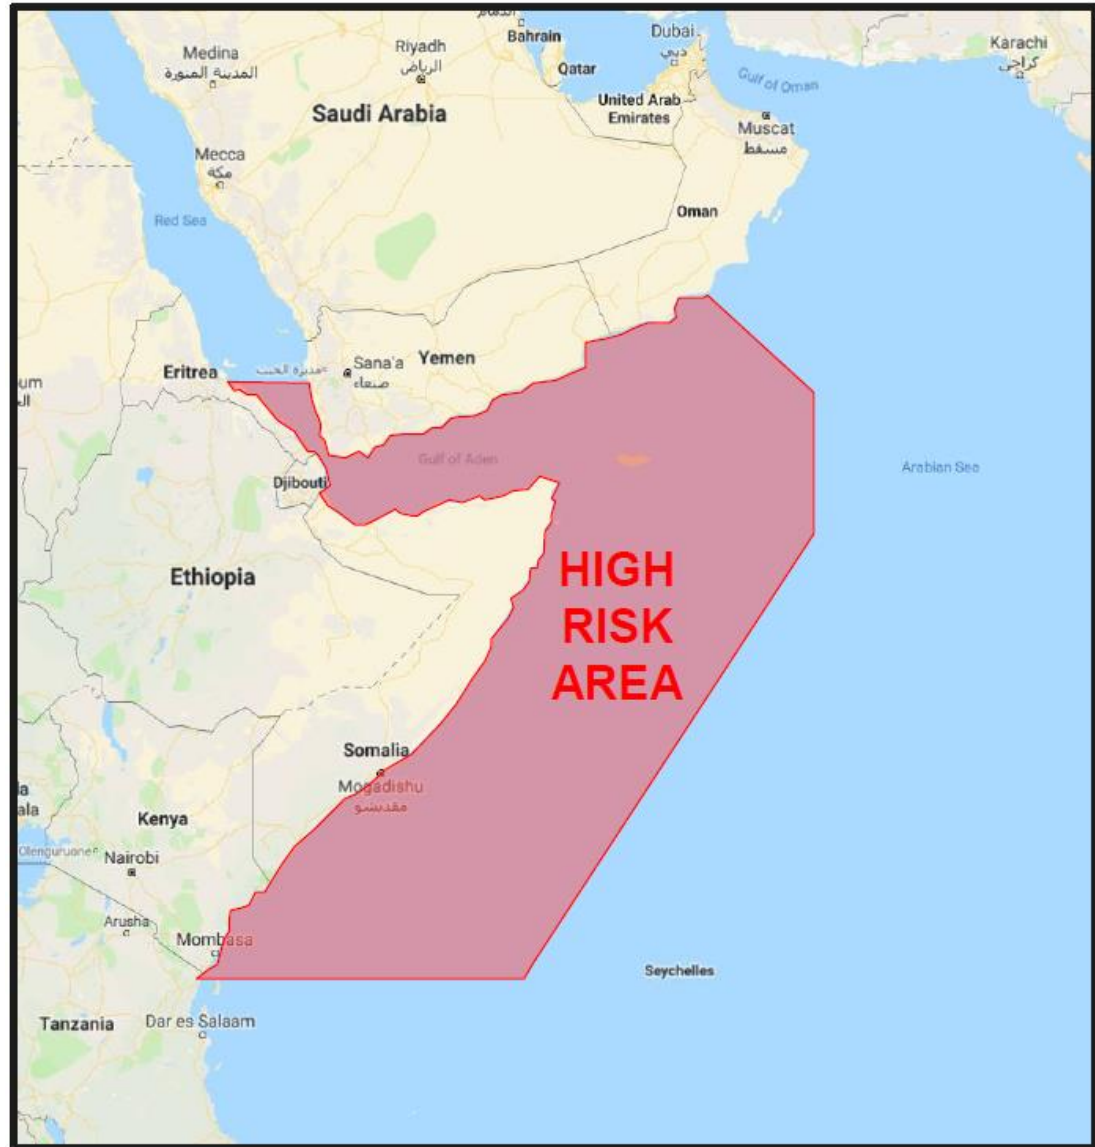 Medina
المدينة المنورة
Riyadh
الرياض
Bahrain
Qatar
Dubai
دبي
Karachi
كراچی
Gulf of Oman
United Arab
Emirates
Muscat
مسقط
Saudi Arabia
Mecca
مكة
Oman
Red Sea
Eritrea
Sana'a
صنعاء
Yemen
Gulf of Aden
Arabian Sea
Djibouti
Ethiopia
HIGH
RISK
AREA
Somalia
Mogadishu
مقديشو
Kenya
Olenguruone
Nairobi
Arusha
Mombasa
Seychelles
Tanzania
Dar es Salaam